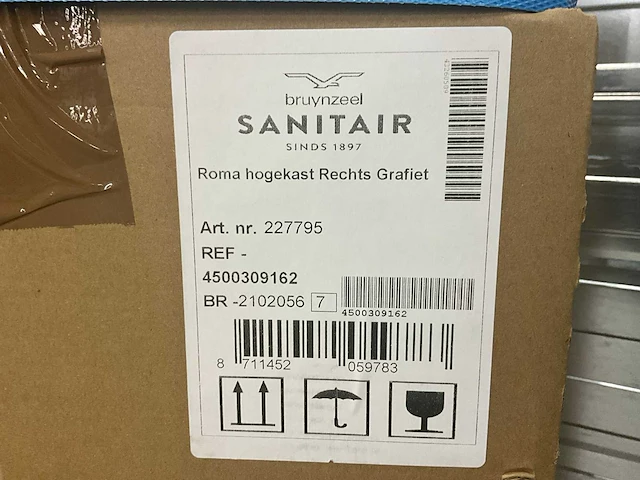 bruynzeel
SANITAIR
SINDS 1897
Roma hogekast Rechts Grafiet
Art. nr. 227795
REF -
4500309162
BR -2102056 7
4500309162
8 711452 059783